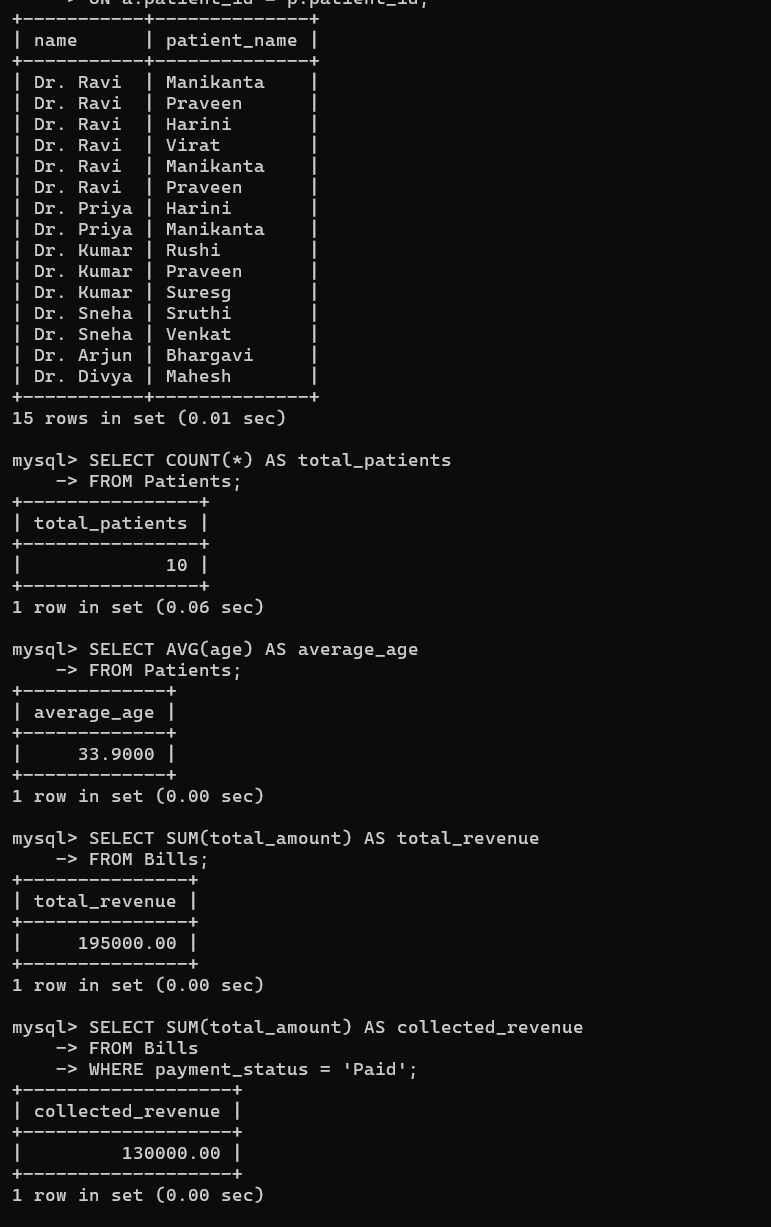 -> ON a.patient_id = p.patient_id;
+-----------+--------------+
| name      | patient_name |
+-----------+--------------+
| Dr. Ravi  | Manikanta    |
| Dr. Ravi  | Praveen      |
| Dr. Ravi  | Harini       |
| Dr. Ravi  | Virat        |
| Dr. Ravi  | Manikanta    |
| Dr. Ravi  | Praveen      |
| Dr. Priya | Harini       |
| Dr. Priya | Manikanta    |
| Dr. Kumar | Rushi        |
| Dr. Kumar | Praveen      |
| Dr. Kumar | Suresg       |
| Dr. Sneha | Sruthi       |
| Dr. Sneha | Venkat       |
| Dr. Arjun | Bhargavi     |
| Dr. Divya | Mahesh       |
+-----------+--------------+
15 rows in set (0.01 sec)

mysql> SELECT COUNT(*) AS total_patients
    -> FROM Patients;
+----------------+
| total_patients |
+----------------+
|             10 |
+----------------+
1 row in set (0.06 sec)

mysql> SELECT AVG(age) AS average_age
    -> FROM Patients;
+-------------+
| average_age |
+-------------+
|     33.9000 |
+-------------+
1 row in set (0.00 sec)

mysql> SELECT SUM(total_amount) AS total_revenue
    -> FROM Bills;
+---------------+
| total_revenue |
+---------------+
|     195000.00 |
+---------------+
1 row in set (0.00 sec)

mysql> SELECT SUM(total_amount) AS collected_revenue
    -> FROM Bills
    -> WHERE payment_status = 'Paid';
+-------------------+
| collected_revenue |
+-------------------+
|         130000.00 |
+-------------------+
1 row in set (0.00 sec)